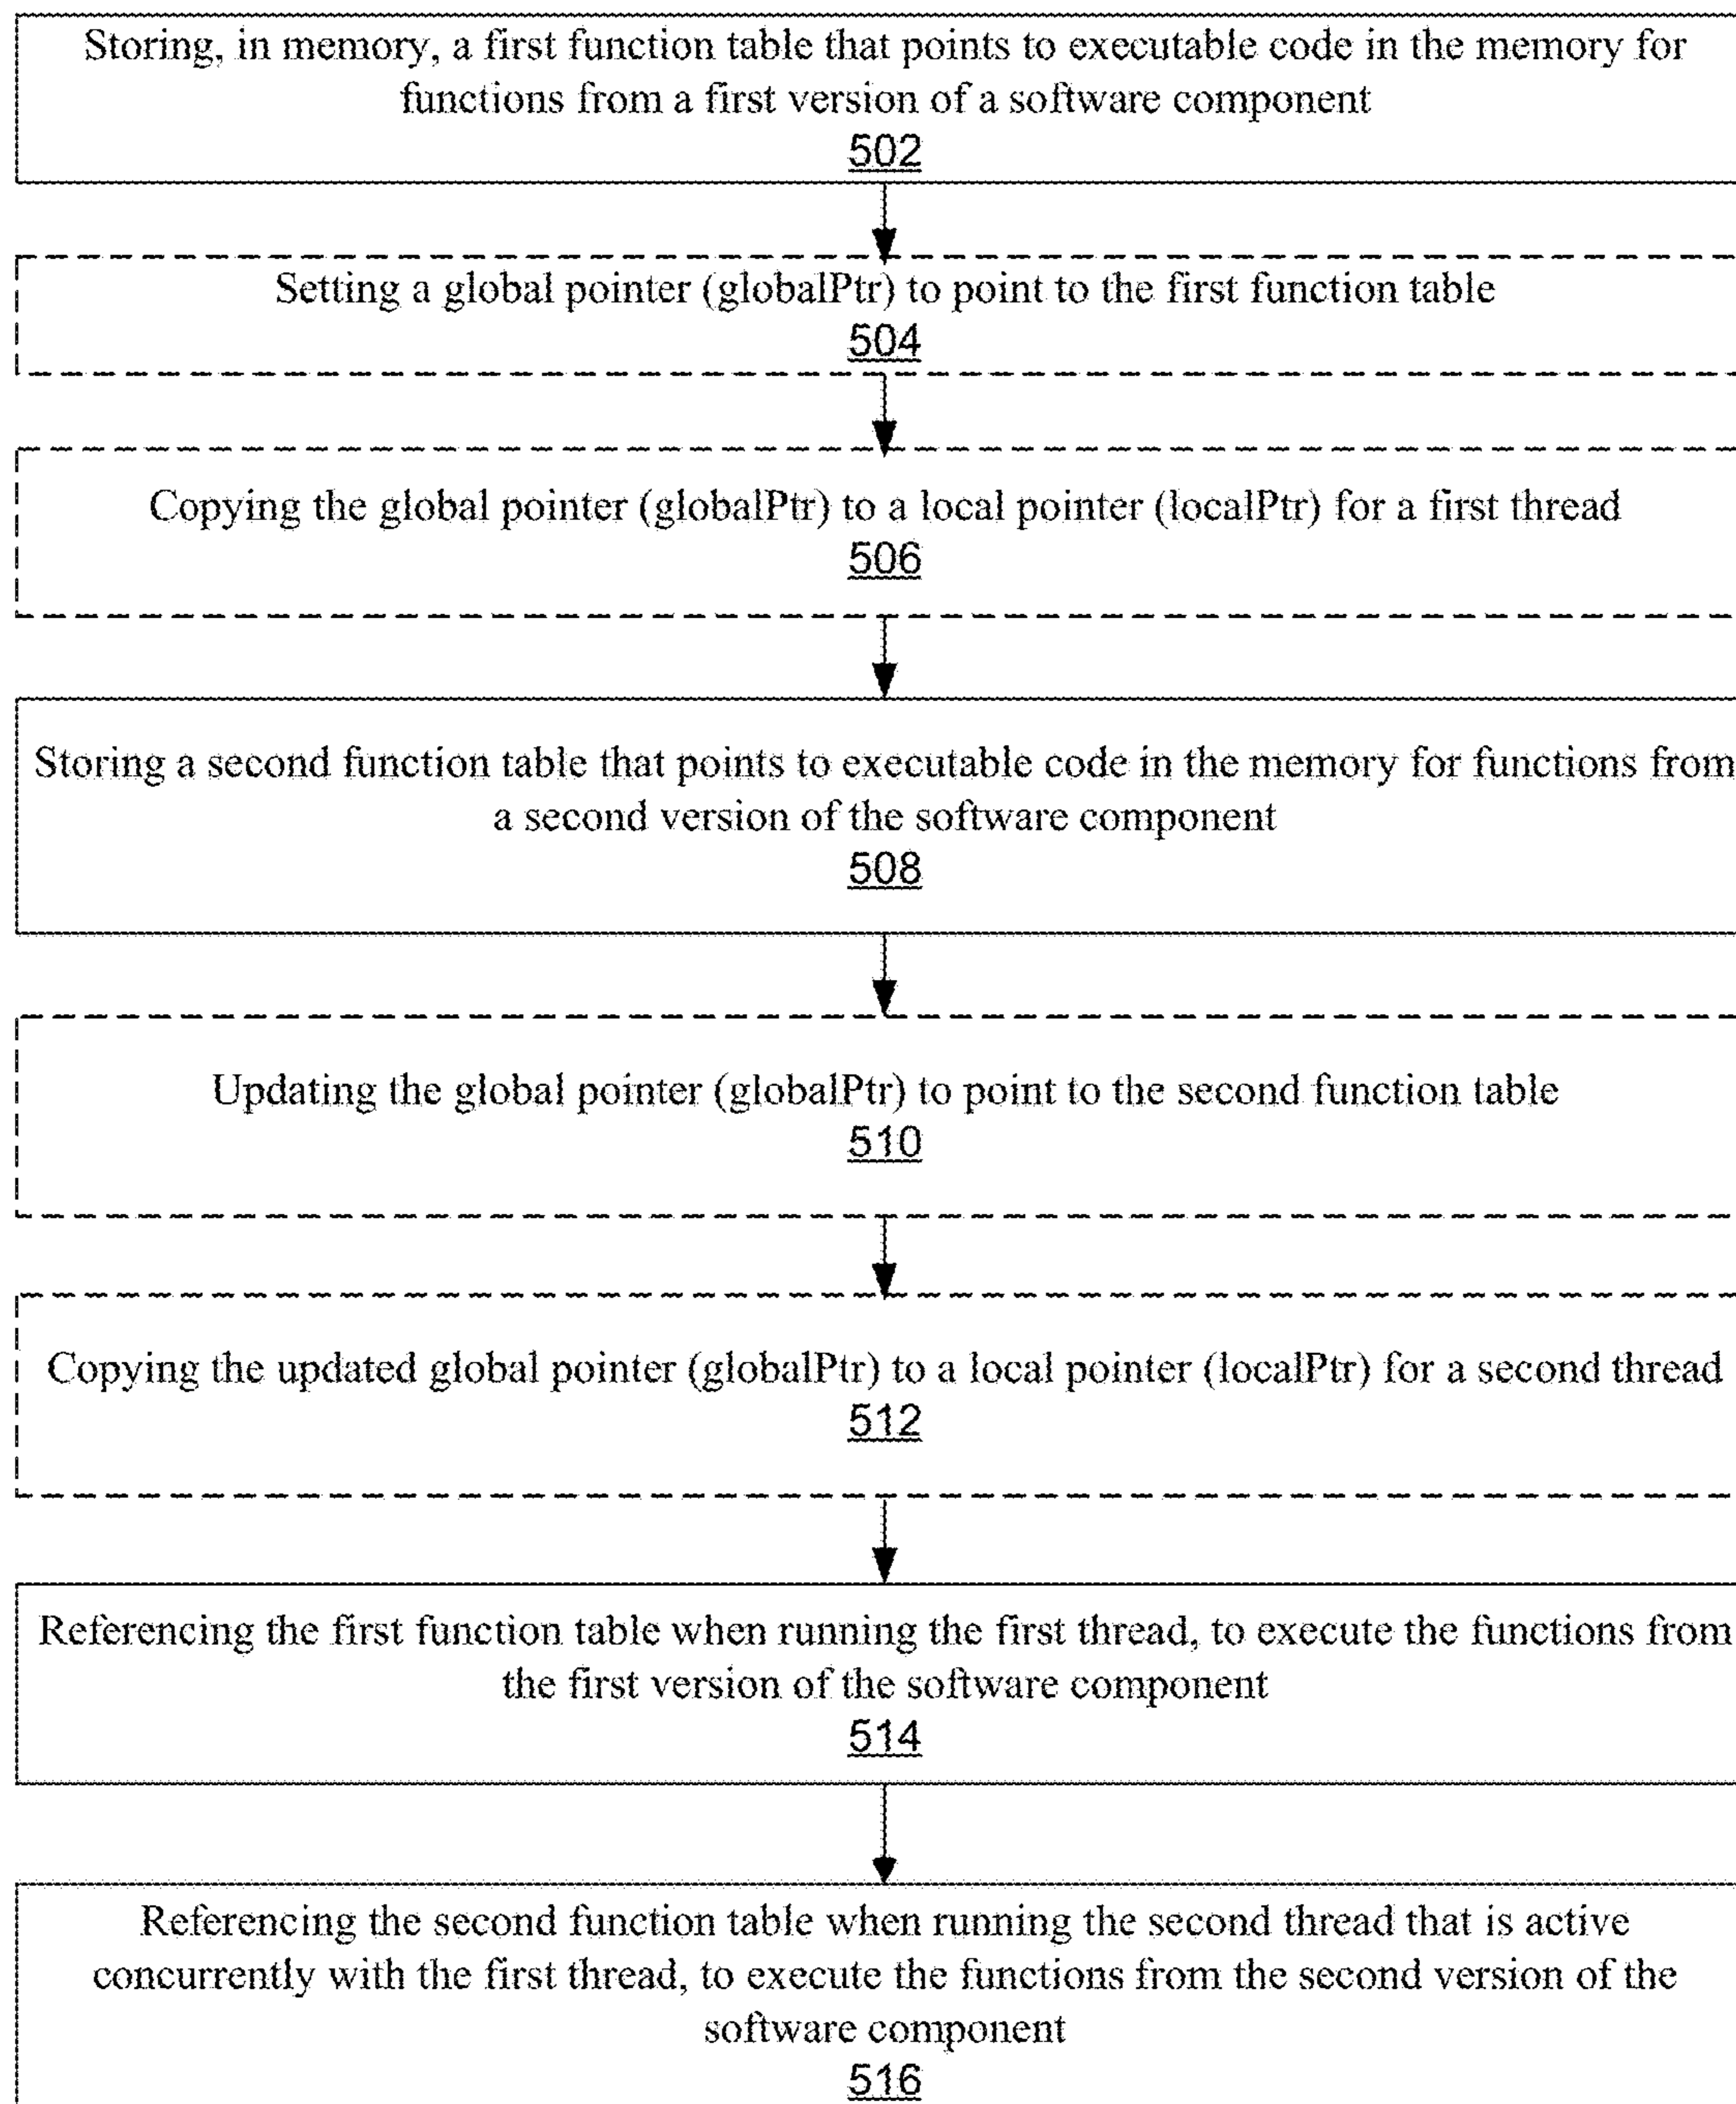 Storing, in memory, a first function table that points to executable code in the memory for
functions from a first version of a software component
502
Setting a global pointer (globalPtr) to point to the first function table
504
Copying the global pointer (globalPtr) to a local pointer (localPtr) for a first thread
506
Storing a second function table that points to executable code in the memory for functions from
a second version of the software component
508
Updating the global pointer (globalPtr) to point to the second function table
510
Copying the updated global pointer (globalPtr) to a local pointer (localPtr) for a second thread
512
Referencing the first function table when running the first thread, to execute the functions from
the first version of the software component
514
Referencing the second function table when running the second thread that is active
concurrently with the first thread, to execute the functions from the second version of the
software component
516